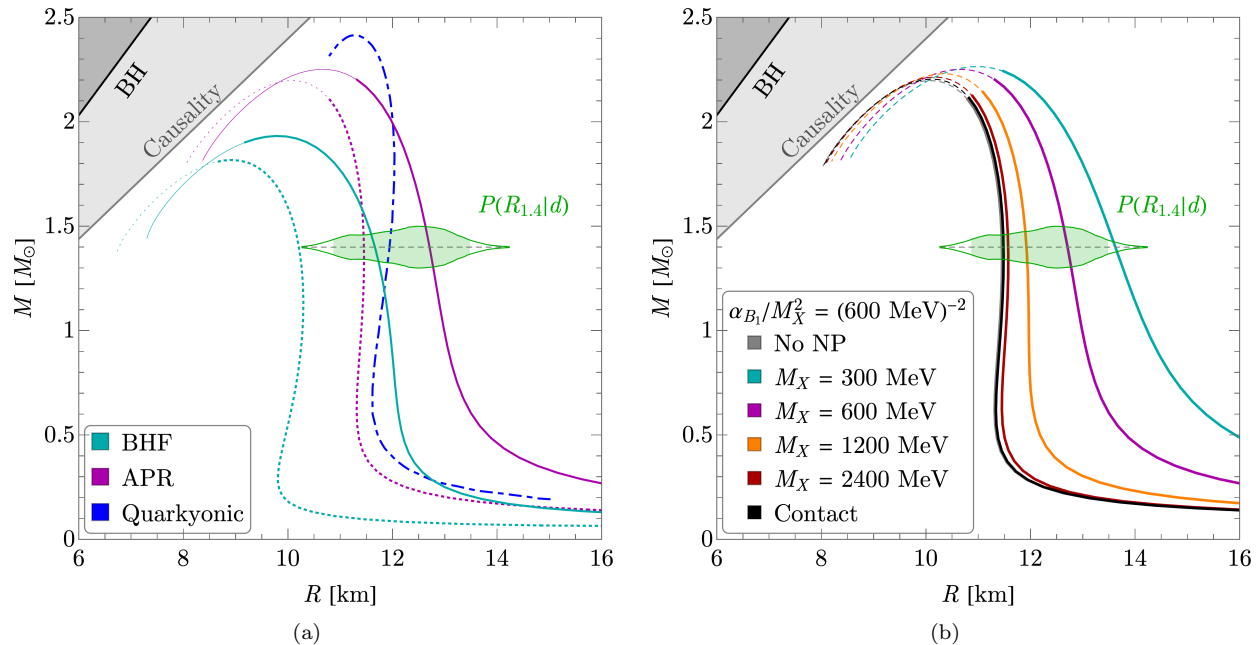 2.5
2
1.5
1
0.5
0
M [M⊙]
BH
Causality
P(R1.4|d)
BHF
APR
Quarkyonic
6 8 10 12 14 16
R [km]
(a)
2.5
2
1.5
1
0.5
0
M [M⊙]
BH
Causality
P(R1.4|d)
αB1/M²X = (600 MeV)–2
No NP
MX = 300 MeV
MX = 600 MeV
MX = 1200 MeV
MX = 2400 MeV
Contact
6 8 10 12 14 16
R [km]
(b)